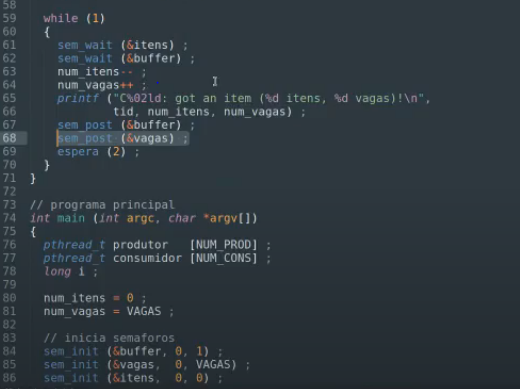 58
59 while (1)
60 {
61 sem_wait (&itens) ;
62 sem_wait (&buffer) ;
63 num_itens-- ;
64 num_vagas++ ;
65 printf ("C%02ld: got an item (%d itens, %d vagas)!\n",
66 tid, num_itens, num_vagas) ;
67 sem_post (&buffer) ;
68 sem_post (&vagas) ;
69 espera (2) ;
70 }
71 }
72
73 // programa principal
74 int main (int argc, char *argv[])
75 {
76 pthread_t produtor [NUM_PROD] ;
77 pthread_t consumidor [NUM_CONS] ;
78 long i ;
79
80 num_itens = 0 ;
81 num_vagas = VAGAS ;
82
83 // inicia semaforos
84 sem_init (&buffer, 0, 1) ;
85 sem_init (&vagas, 0, VAGAS) ;
86 sem_init (&itens, 0, 0) ;